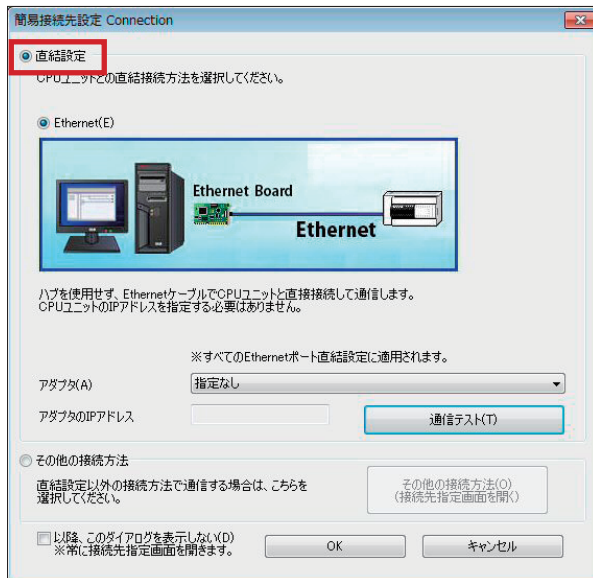 簡易接続先設定 Connection
直結設定
CPUユニットとの直結接続方法を選択してください。
Ethernet(E)
Ethernet Board
Ethernet
ハブを使用せず、EthernetケーブルでCPUユニットと直接接続して通信します。
CPUユニットのIPアドレスを指定する必要はありません。
※すべてのEthernetポート直結設定に適用されます。
アダプタ(A)
指定なし
アダプタのIPアドレス
通信テスト(T)
その他の接続方法
直結設定以外の接続方法で通信する場合は、こちらを
選択してください。
その他の接続方法(O)
(接続先指定画面を開く)
以降、このダイアログを表示しない(D)
※常に接続先指定画面を開きます。
OK
キャンセル